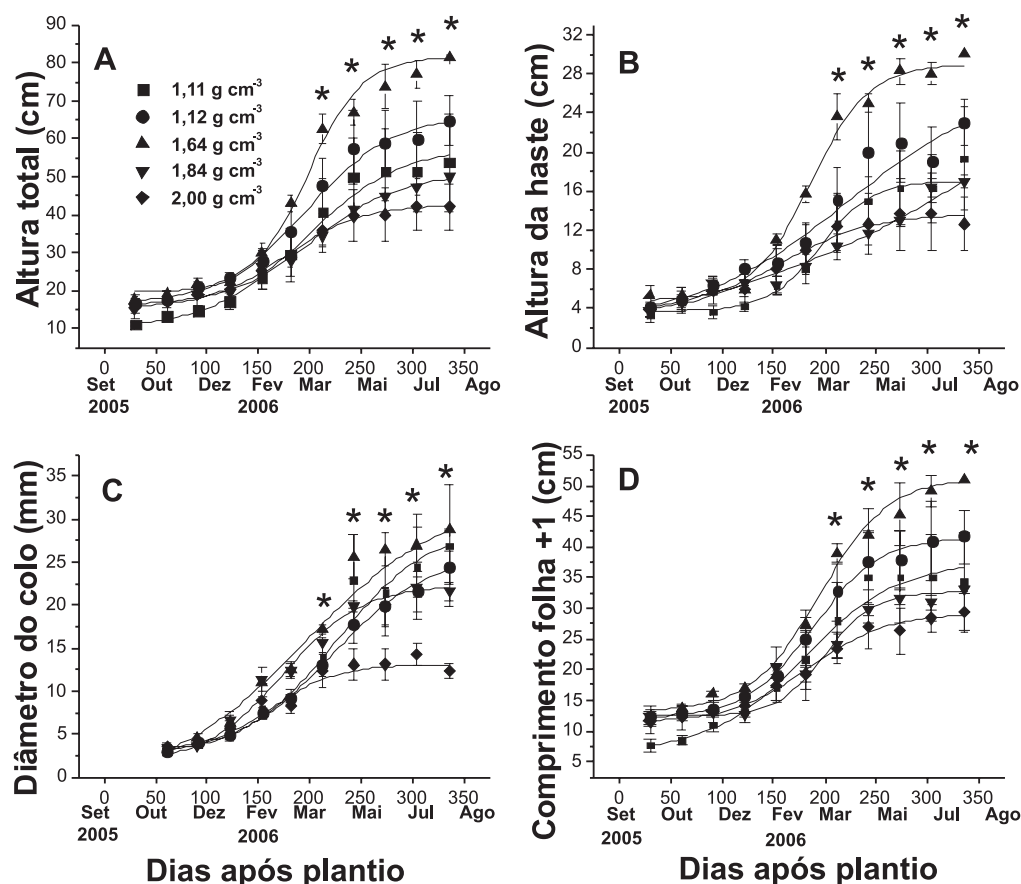 A
Altura total (cm)
90
80
70
60
50
40
30
20
10
* * * * *
1,11 g cm-3
1,12 g cm-3
1,64 g cm-3
1,84 g cm-3
2,00 g cm-3
0 50 100 150 200 250 300 350
Set Out Dez Fev Mar Mai Jul Ago
2005 2006
B
Altura da haste (cm)
32
28
24
20
16
12
8
4
0
* * * * *
0 50 100 150 200 250 300 350
Set Out Dez Fev Mar Mai Jul Ago
2005 2006
C
Diâmetro do colo (mm)
35
30
25
20
15
10
5
0
* * * * *
0 50 100 150 200 250 300 350
Set Out Dez Fev Mar Mai Jul Ago
2005 2006
Dias após plantio
D
Comprimento folha +1 (cm)
55
50
45
40
35
30
25
20
15
10
5
* * * * *
0 50 100 150 200 250 300 350
Set Out Dez Fev Mar Mai Jul Ago
2005 2006
Dias após plantio